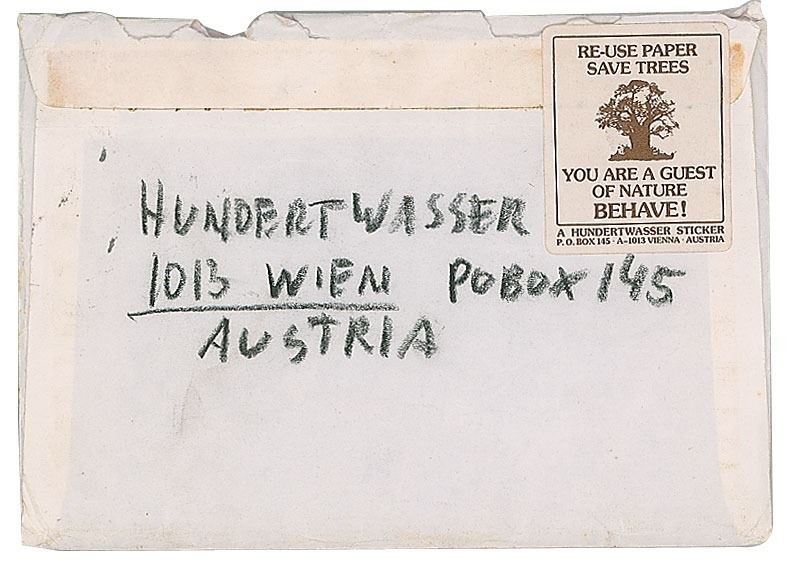 RE-USE PAPER
SAVE TREES
YOU ARE A GUEST
OF NATURE
BEHAVE!
A HUNDERTWASSER STICKER
P. O. BOX 145 · A-1013 VIENNA · AUSTRIA
HUNDERTWASSER
1013 WIEN POBOX 145
AUSTRIA